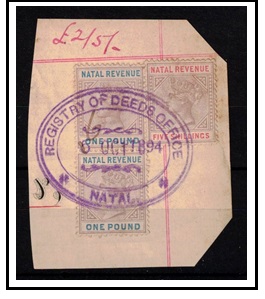 £2/5/-
NATAL REVENUE
NATAL REVENUE
ONE POUND
FIVE SHILLINGS
REGISTRY OF DEEDS OFFICE
OCT 1894
NATAL REVENUE
NATAL
ONE POUND